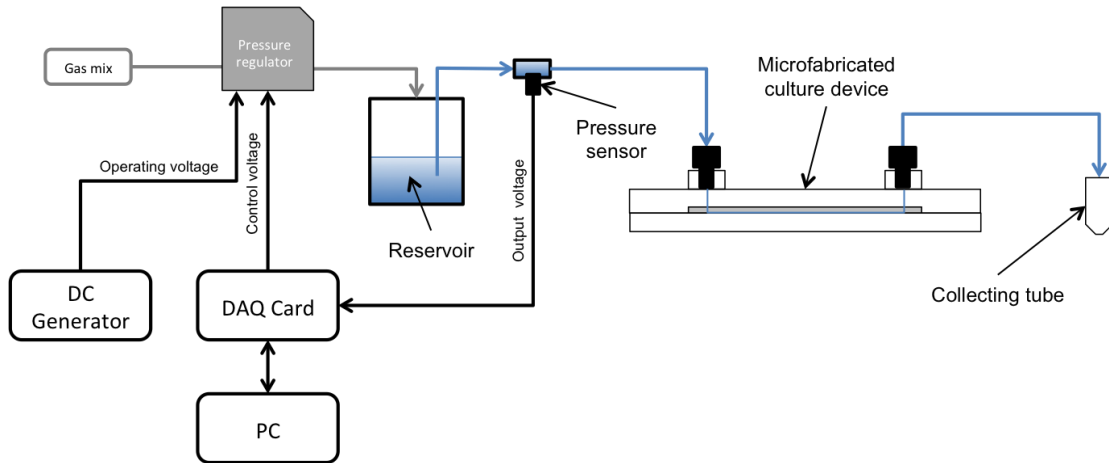 Pressure
regulator
Gas mix
Microfabricated
culture device
Pressure
sensor
Operating voltage
Control voltage
Output voltage
Reservoir
DC
Generator
DAQ Card
Collecting tube
PC